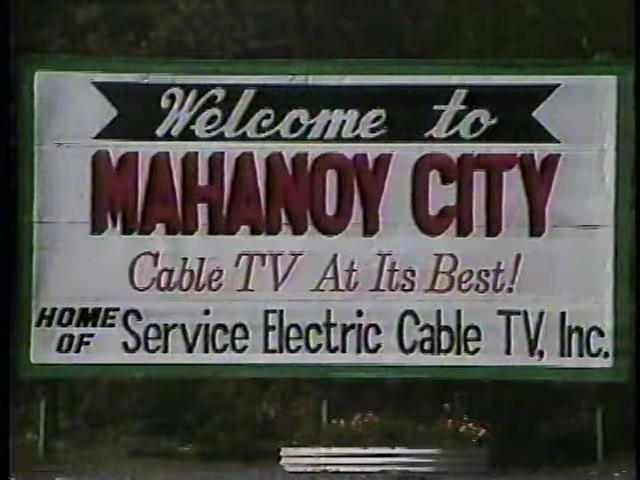 Welcome to
MAHANOY CITY
Cable TV At Its Best!
HOME OF Service Electric Cable TV, Inc.